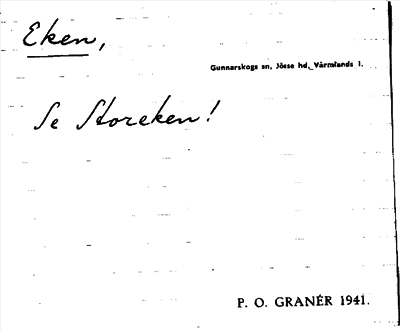 Eken,
Gunnarskogs sn, Jösse hd, Värmlands l.
Se Storeken!
P. O. GRANÉR 1941.